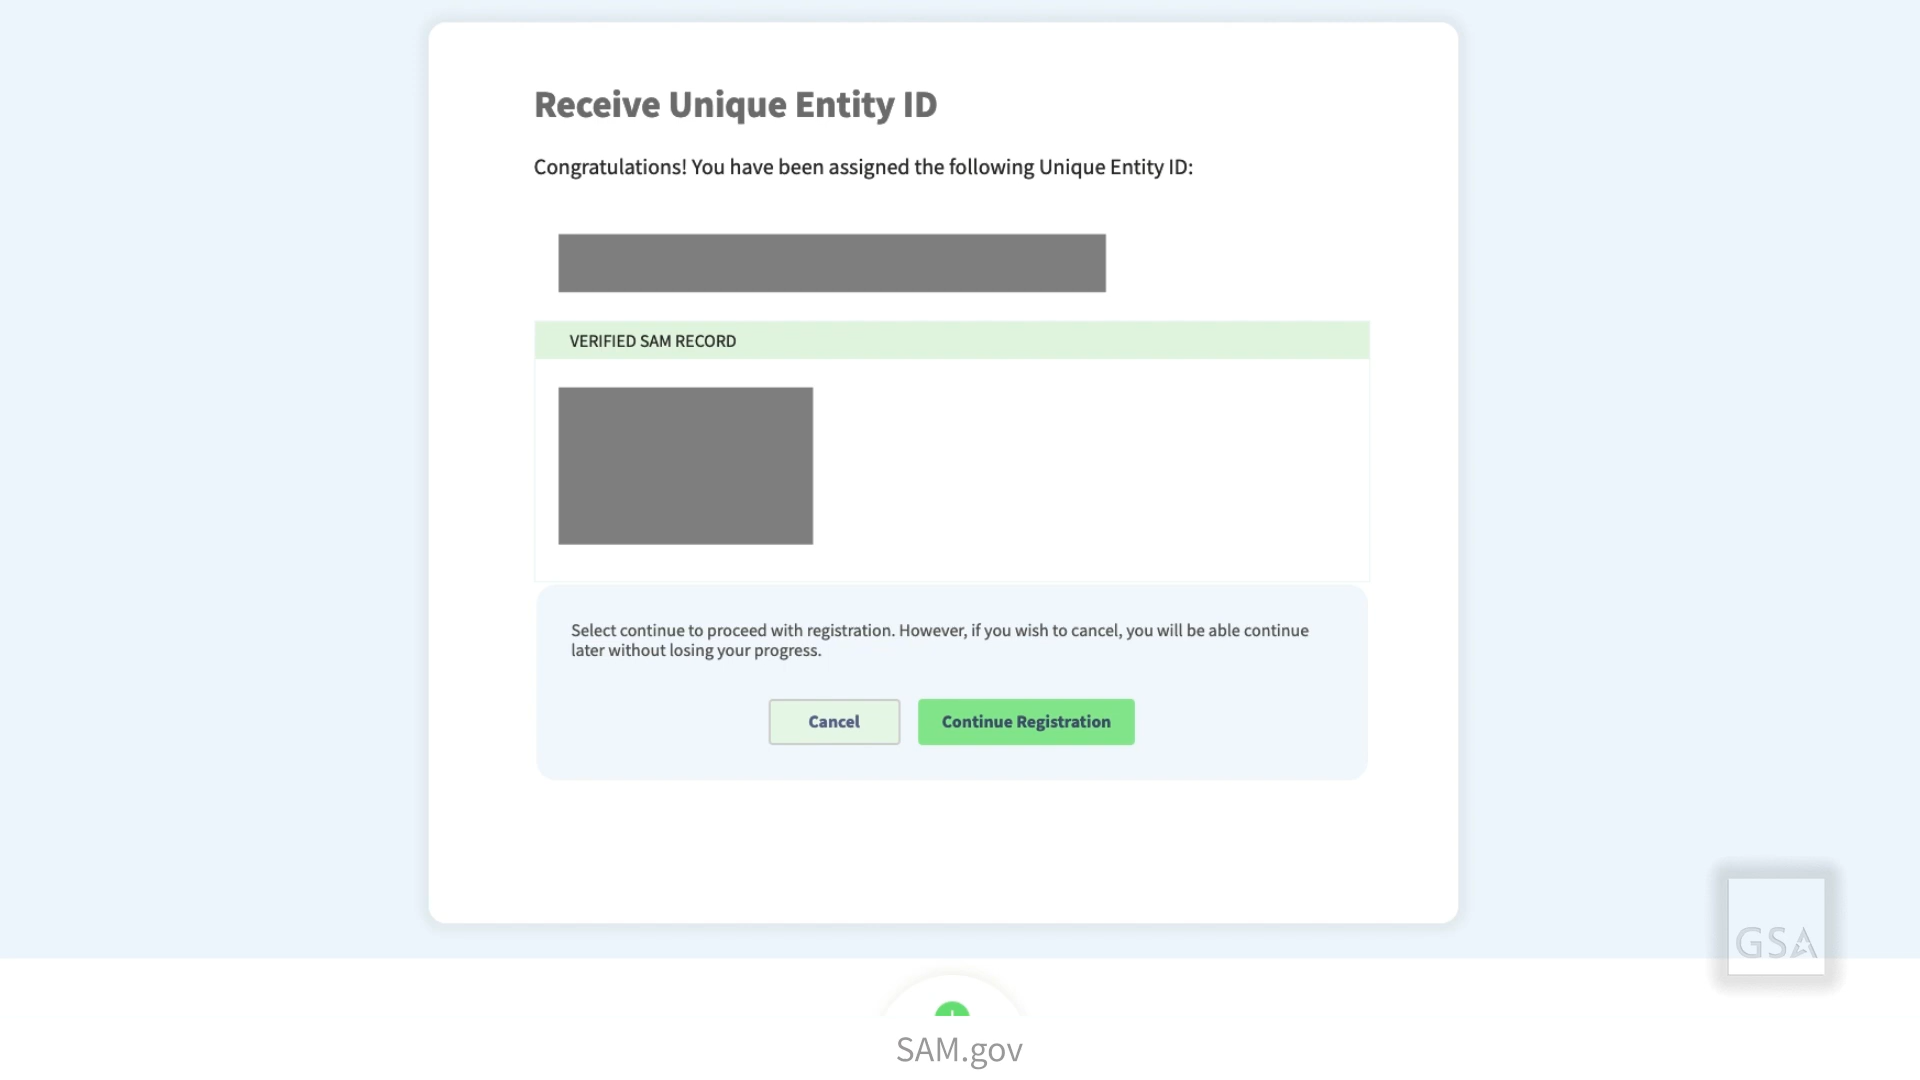 Receive Unique Entity ID
Congratulations! You have been assigned the following Unique Entity ID:
VERIFIED SAM RECORD
Select continue to proceed with registration. However, if you wish to cancel, you will be able continue
later without losing your progress.
Cancel
Continue Registration
GSA
SAM.gov